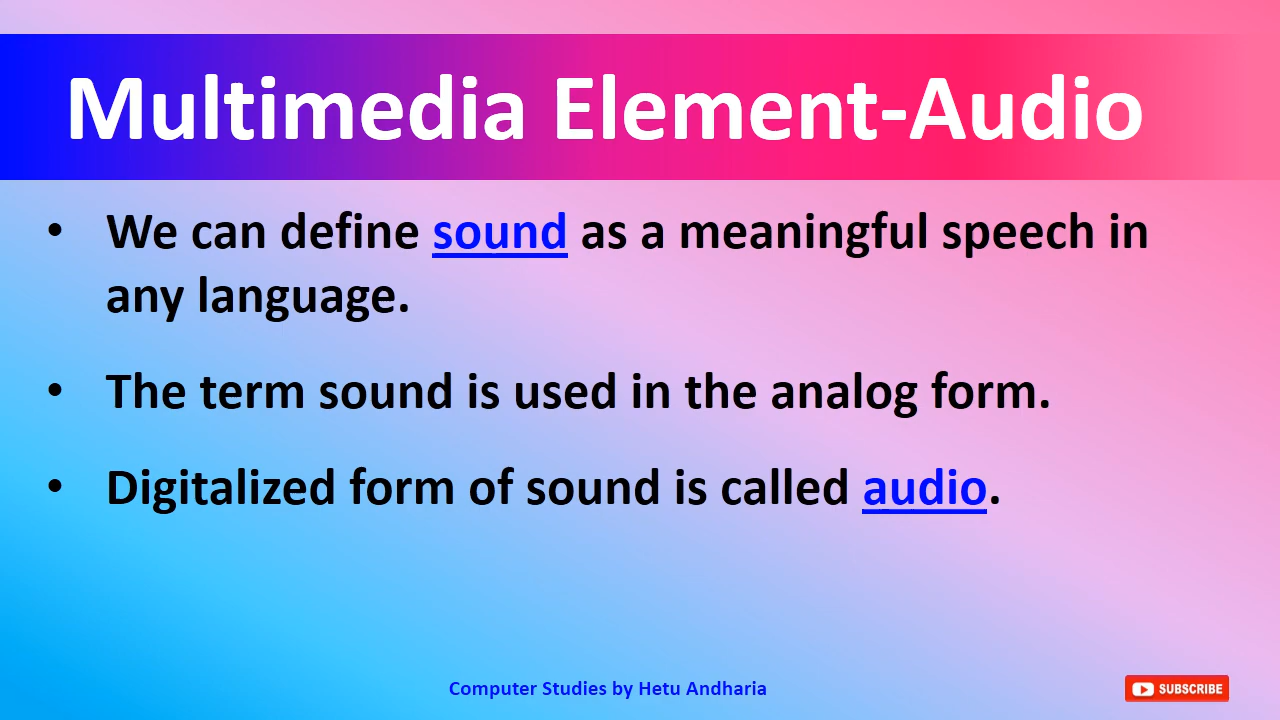 Multimedia Element-Audio
• We can define sound as a meaningful speech in
any language.
• The term sound is used in the analog form.
• Digitalized form of sound is called audio.
Computer Studies by Hetu Andharia
SUBSCRIBE